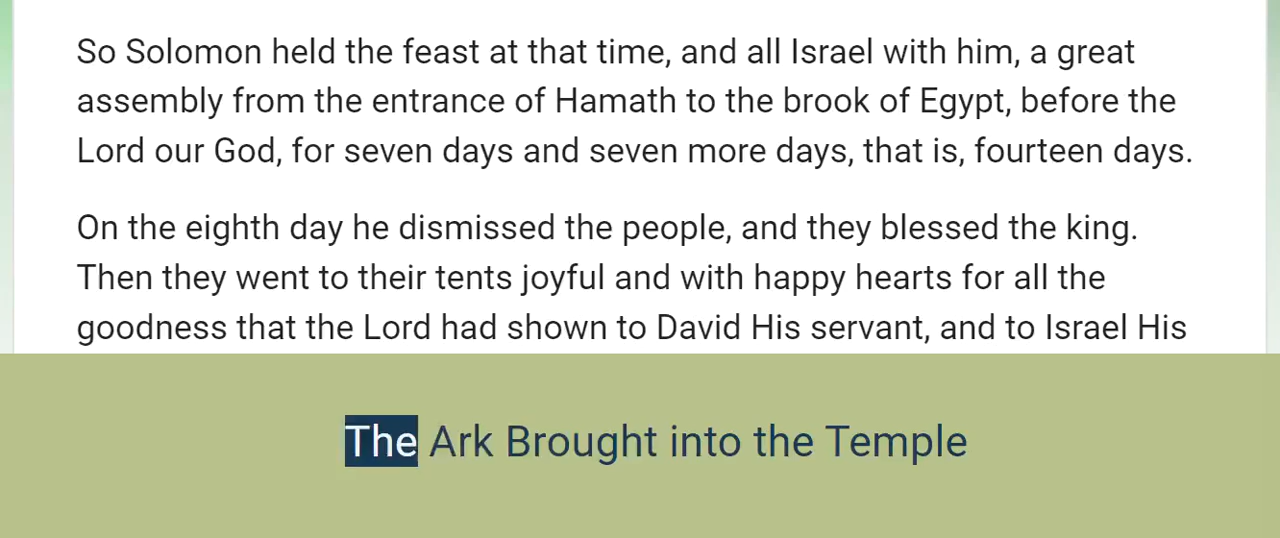 So Solomon held the feast at that time, and all Israel with him, a great
assembly from the entrance of Hamath to the brook of Egypt, before the
Lord our God, for seven days and seven more days, that is, fourteen days.
On the eighth day he dismissed the people, and they blessed the king.
Then they went to their tents joyful and with happy hearts for all the
goodness that the Lord had shown to David His servant, and to Israel His
The Ark Brought into the Temple